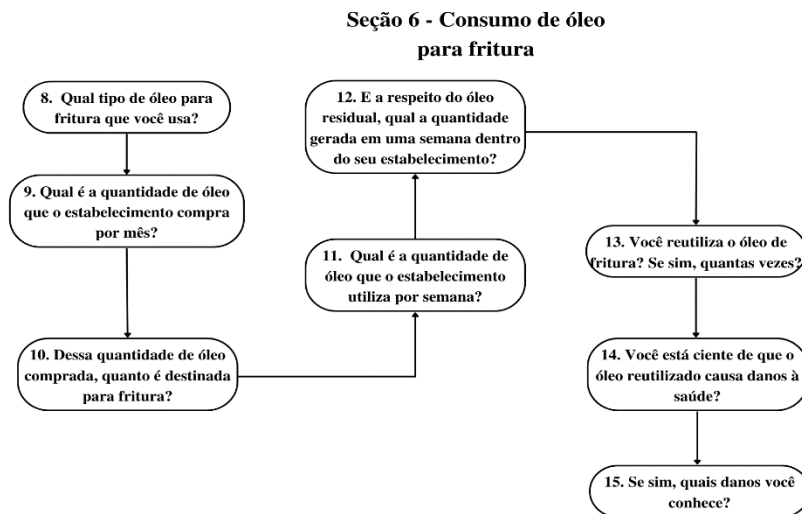 Seção 6 - Consumo de óleo
para fritura
8. Qual tipo de óleo para
fritura que você usa?
9. Qual é a quantidade de óleo
que o estabelecimento compra
por mês?
10. Dessa quantidade de óleo
comprada, quanto é destinada
para fritura?
11. Qual é a quantidade de
óleo que o estabelecimento
utiliza por semana?
12. E a respeito do óleo
residual, qual a quantidade
gerada em uma semana dentro
do seu estabelecimento?
13. Você reutiliza o óleo de
fritura? Se sim, quantas vezes?
14. Você está ciente de que o
óleo reutilizado causa danos à
saúde?
15. Se sim, quais danos você
conhece?